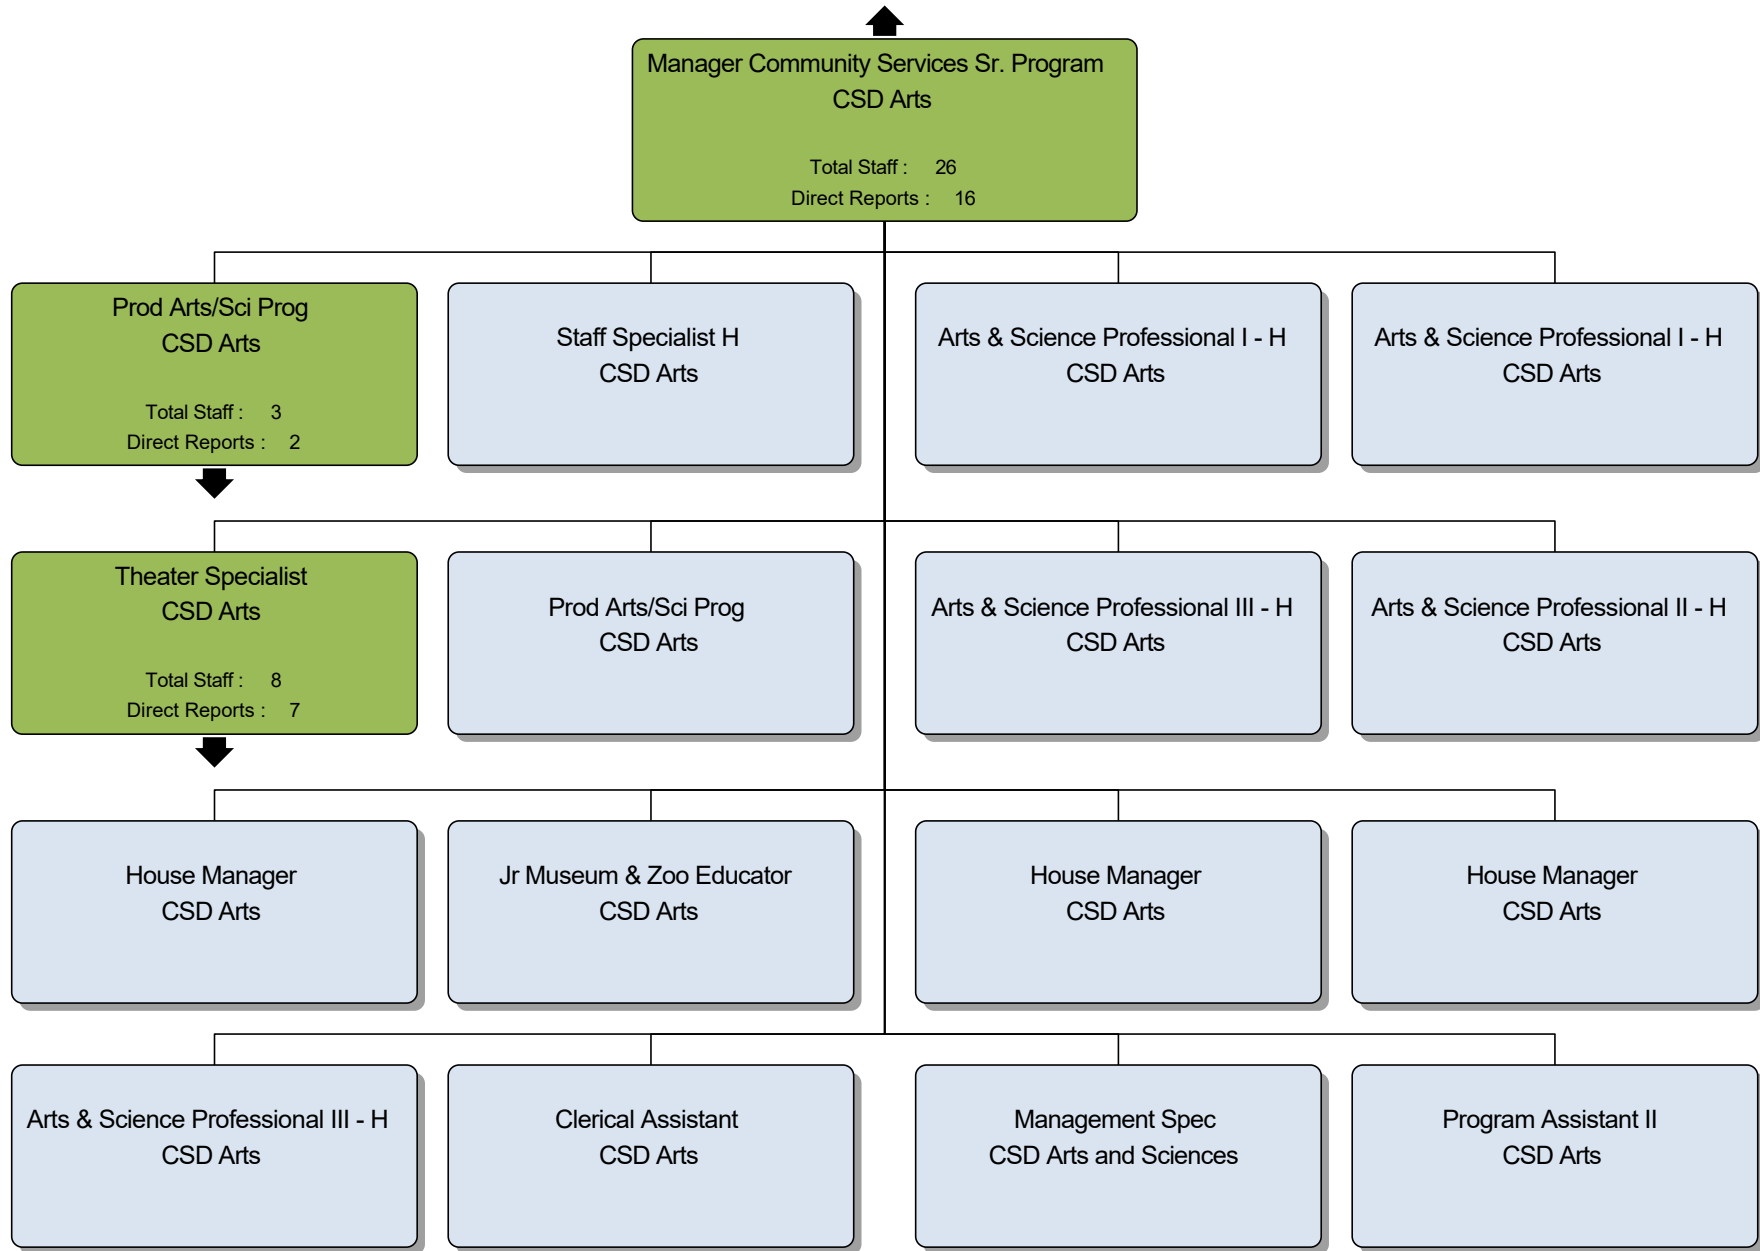 Manager Community Services Sr. Program
CSD Arts
Total Staff : 26
Direct Reports : 16
Prod Arts/Sci Prog
CSD Arts
Total Staff : 3
Direct Reports : 2
Staff Specialist H
CSD Arts
Arts & Science Professional I - H
CSD Arts
Arts & Science Professional I - H
CSD Arts
Theater Specialist
CSD Arts
Total Staff : 8
Direct Reports : 7
Prod Arts/Sci Prog
CSD Arts
Arts & Science Professional III - H
CSD Arts
Arts & Science Professional II - H
CSD Arts
House Manager
CSD Arts
Jr Museum & Zoo Educator
CSD Arts
House Manager
CSD Arts
House Manager
CSD Arts
Arts & Science Professional III - H
CSD Arts
Clerical Assistant
CSD Arts
Management Spec
CSD Arts and Sciences
Program Assistant II
CSD Arts